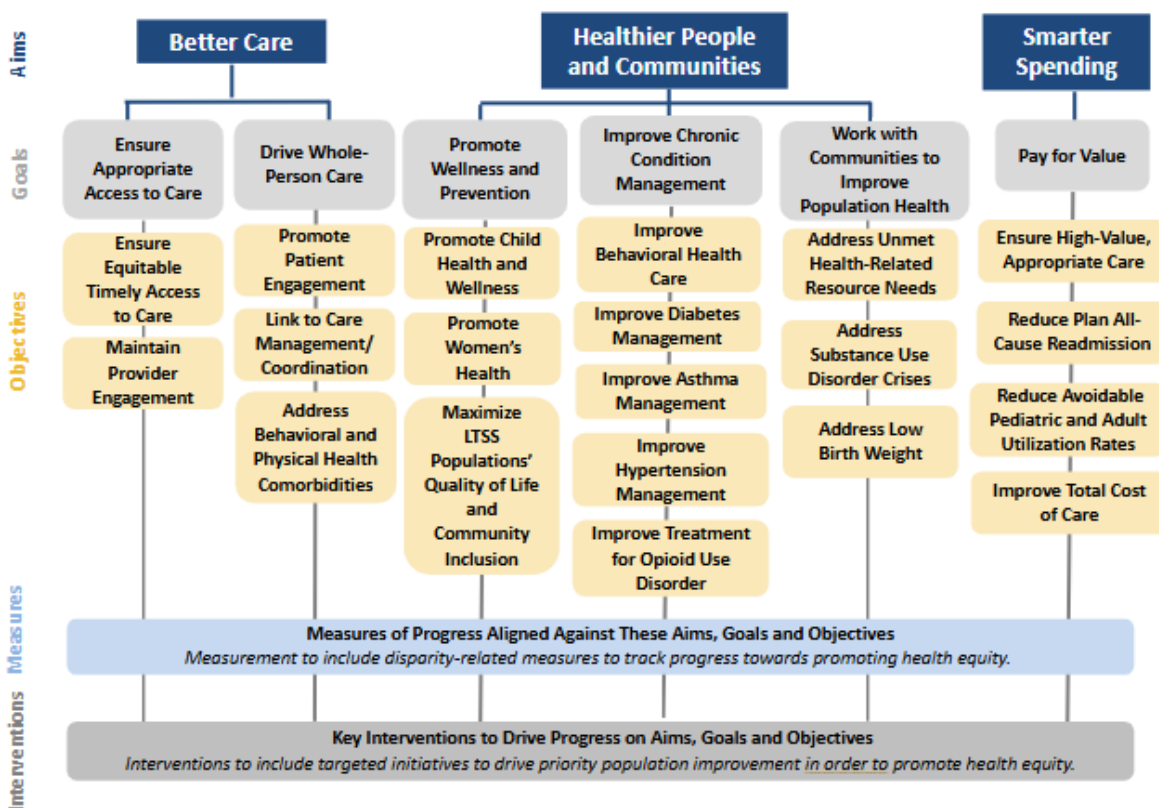 Aims
Better Care
Healthier People
and Communities
Smarter
Spending
Goals
Ensure
Appropriate
Access to Care
Drive Whole-
Person Care
Promote
Wellness and
Prevention
Improve Chronic
Condition
Management
Work with
Communities to
Improve
Population Health
Pay for Value
Objectives
Ensure
Equitable
Timely Access
to Care
Maintain
Provider
Engagement
Promote
Patient
Engagement
Link to Care
Management/
Coordination
Address
Behavioral and
Physical Health
Comorbidities
Promote Child
Health and
Wellness
Promote
Women's
Health
Maximize
LTSS
Populations'
Quality of Life
and
Community
Inclusion
Improve
Behavioral Health
Care
Improve Diabetes
Management
Improve Asthma
Management
Improve
Hypertension
Management
Improve Treatment
for Opioid Use
Disorder
Address Unmet
Health-Related
Resource Needs
Address
Substance Use
Disorder Crises
Address Low
Birth Weight
Ensure High-Value,
Appropriate Care
Reduce Plan All-
Cause Readmission
Reduce Avoidable
Pediatric and Adult
Utilization Rates
Improve Total Cost
of Care
Measures
Measures of Progress Aligned Against These Aims, Goals and Objectives
Measurement to include disparity-related measures to track progress towards promoting health equity.
Interventions
Key Interventions to Drive Progress on Aims, Goals and Objectives
Interventions to include targeted initiatives to drive priority population improvement in order to promote health equity.